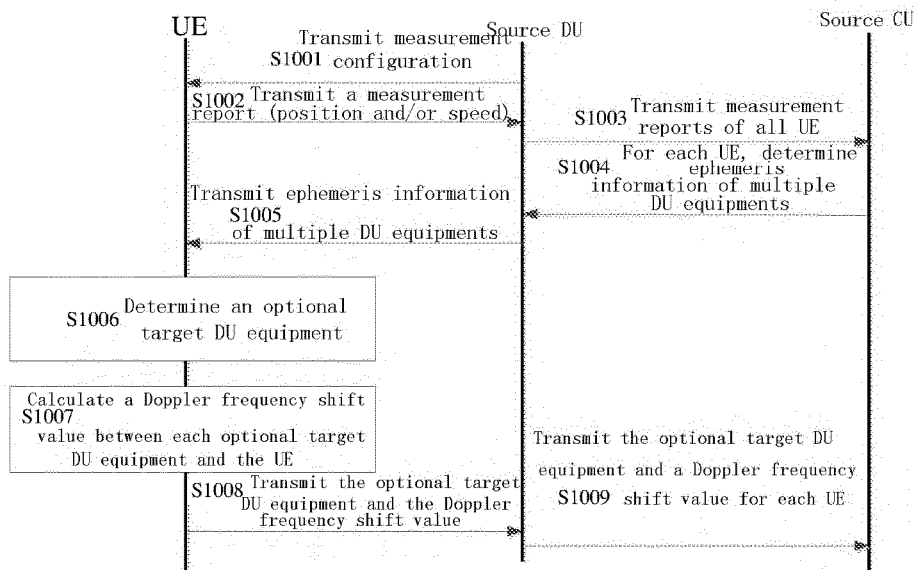 UE
Source DU
Source CU
Transmit measurement
S1001 configuration
S1002 Transmit a measurement
report (position and/or speed)
S1003 Transmit measurement
reports of all UE
For each UE, determine
S1004 ephemeris
information of multiple
DU equipments
Transmit ephemeris information
S1005
of multiple DU equipments
S1006 Determine an optional
target DU equipment
Calculate a Doppler frequency shift
S1007
value between each optional target
DU equipment and the UE
S1008 Transmit the optional target
DU equipment and the Doppler
frequency shift value
Transmit the optional target DU
equipment and a Doppler frequency
S1009 shift value for each UE